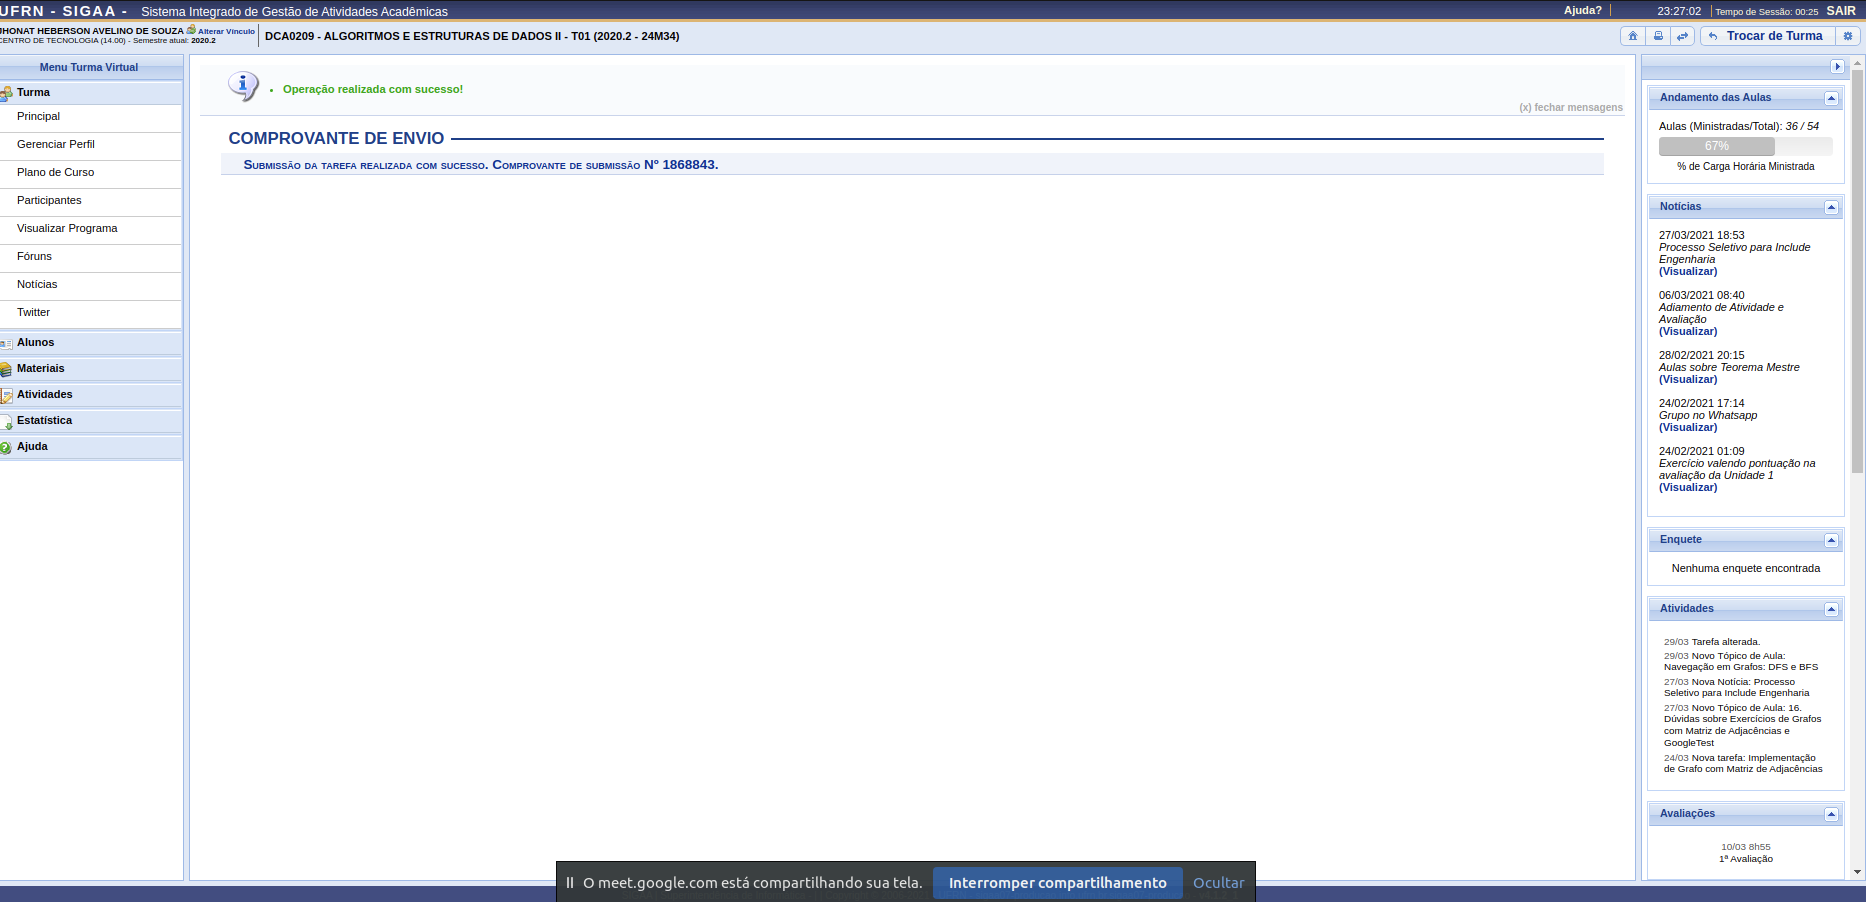 UFRN - SIGAA - Sistema Integrado de Gestão de Atividades Acadêmicas
Ajuda?
23:27:02
Tempo de Sessão: 00:25
SAIR
JHONAT HEBERSON AVELINO DE SOUZA Alterar Vínculo
CENTRO DE TECNOLOGIA (14.00) - Semestre atual: 2020.2
DCA0209 - ALGORITMOS E ESTRUTURAS DE DADOS II - T01 (2020.2 - 24M34)
Trocar de Turma
Menu Turma Virtual
Turma
Principal
Gerenciar Perfil
Plano de Curso
Participantes
Visualizar Programa
Fóruns
Notícias
Twitter
Alunos
Materiais
Atividades
Estatística
Ajuda
Operação realizada com sucesso!
(x) fechar mensagens
COMPROVANTE DE ENVIO
Submissão da tarefa realizada com sucesso. Comprovante de submissão Nº 1868843.
Andamento das Aulas
Aulas (Ministradas/Total): 36 / 54
67%
% de Carga Horária Ministrada
Notícias
27/03/2021 18:53
Processo Seletivo para Include
Engenharia
(Visualizar)
06/03/2021 08:40
Adiamento de Atividade e
Avaliação
(Visualizar)
28/02/2021 20:15
Aulas sobre Teorema Mestre
(Visualizar)
24/02/2021 17:14
Grupo no Whatsapp
(Visualizar)
24/02/2021 01:09
Exercício valendo pontuação na
avaliação da Unidade 1
(Visualizar)
Enquete
Nenhuma enquete encontrada
Atividades
29/03 Tarefa alterada.
29/03 Novo Tópico de Aula:
Navegação em Grafos: DFS e BFS
27/03 Nova Notícia: Processo
Seletivo para Include Engenharia
27/03 Novo Tópico de Aula: 16.
Dúvidas sobre Exercícios de Grafos
com Matriz de Adjacências e
GoogleTest
24/03 Nova tarefa: Implementação
de Grafo com Matriz de Adjacências
Avaliações
10/03 8h55
1ª Avaliação
O meet.google.com está compartilhando sua tela.
Interromper compartilhamento
Ocultar